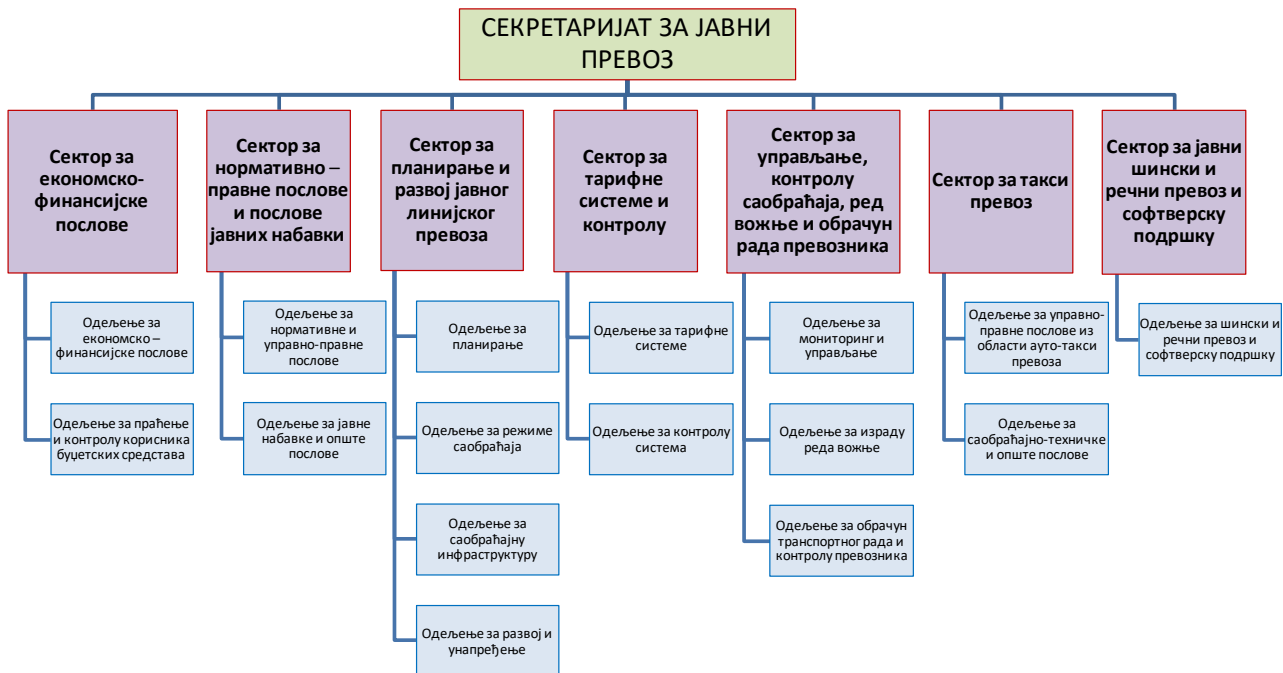 СЕКРЕТАРИЈАТ ЗА ЈАВНИ
ПРЕВОЗ
Сектор за
економско-
финансијске
послове
Сектор за
нормативно –
правне послове
и послове
јавних набавки
Сектор за
планирање и
развој јавног
линијског
превоза
Сектор за
тарифне
системе и
контролу
Сектор за
управљање,
контролу
саобраћаја, ред
вожње и обрачун
рада превозника
Сектор за такси
превоз
Сектор за јавни
шински и
речни превоз и
софтверску
подршку
Одељење за
економско –
финансијске послове
Одељење за праћење
и контролу корисника
буџетских средстава
Одељење за
нормативне и
управно-правне
послове
Одељење за јавне
набавке и опште
послове
Одељење за
планирање
Одељење за режиме
саобраћаја
Одељење за
саобраћајну
инфраструктуру
Одељење за развој и
унапређење
Одељење за тарифне
системе
Одељење за контролу
система
Одељење за
мониторинг и
управљање
Одељење за израду
реда вожње
Одељење за обрачун
транспортног рада и
контролу превозника
Одељење за управно-
правне послове из
области ауто-такси
превоза
Одељење за
саобраћајно-техничке
и опште послове
Одељење за шински и
речни превоз и
софтверску подршку